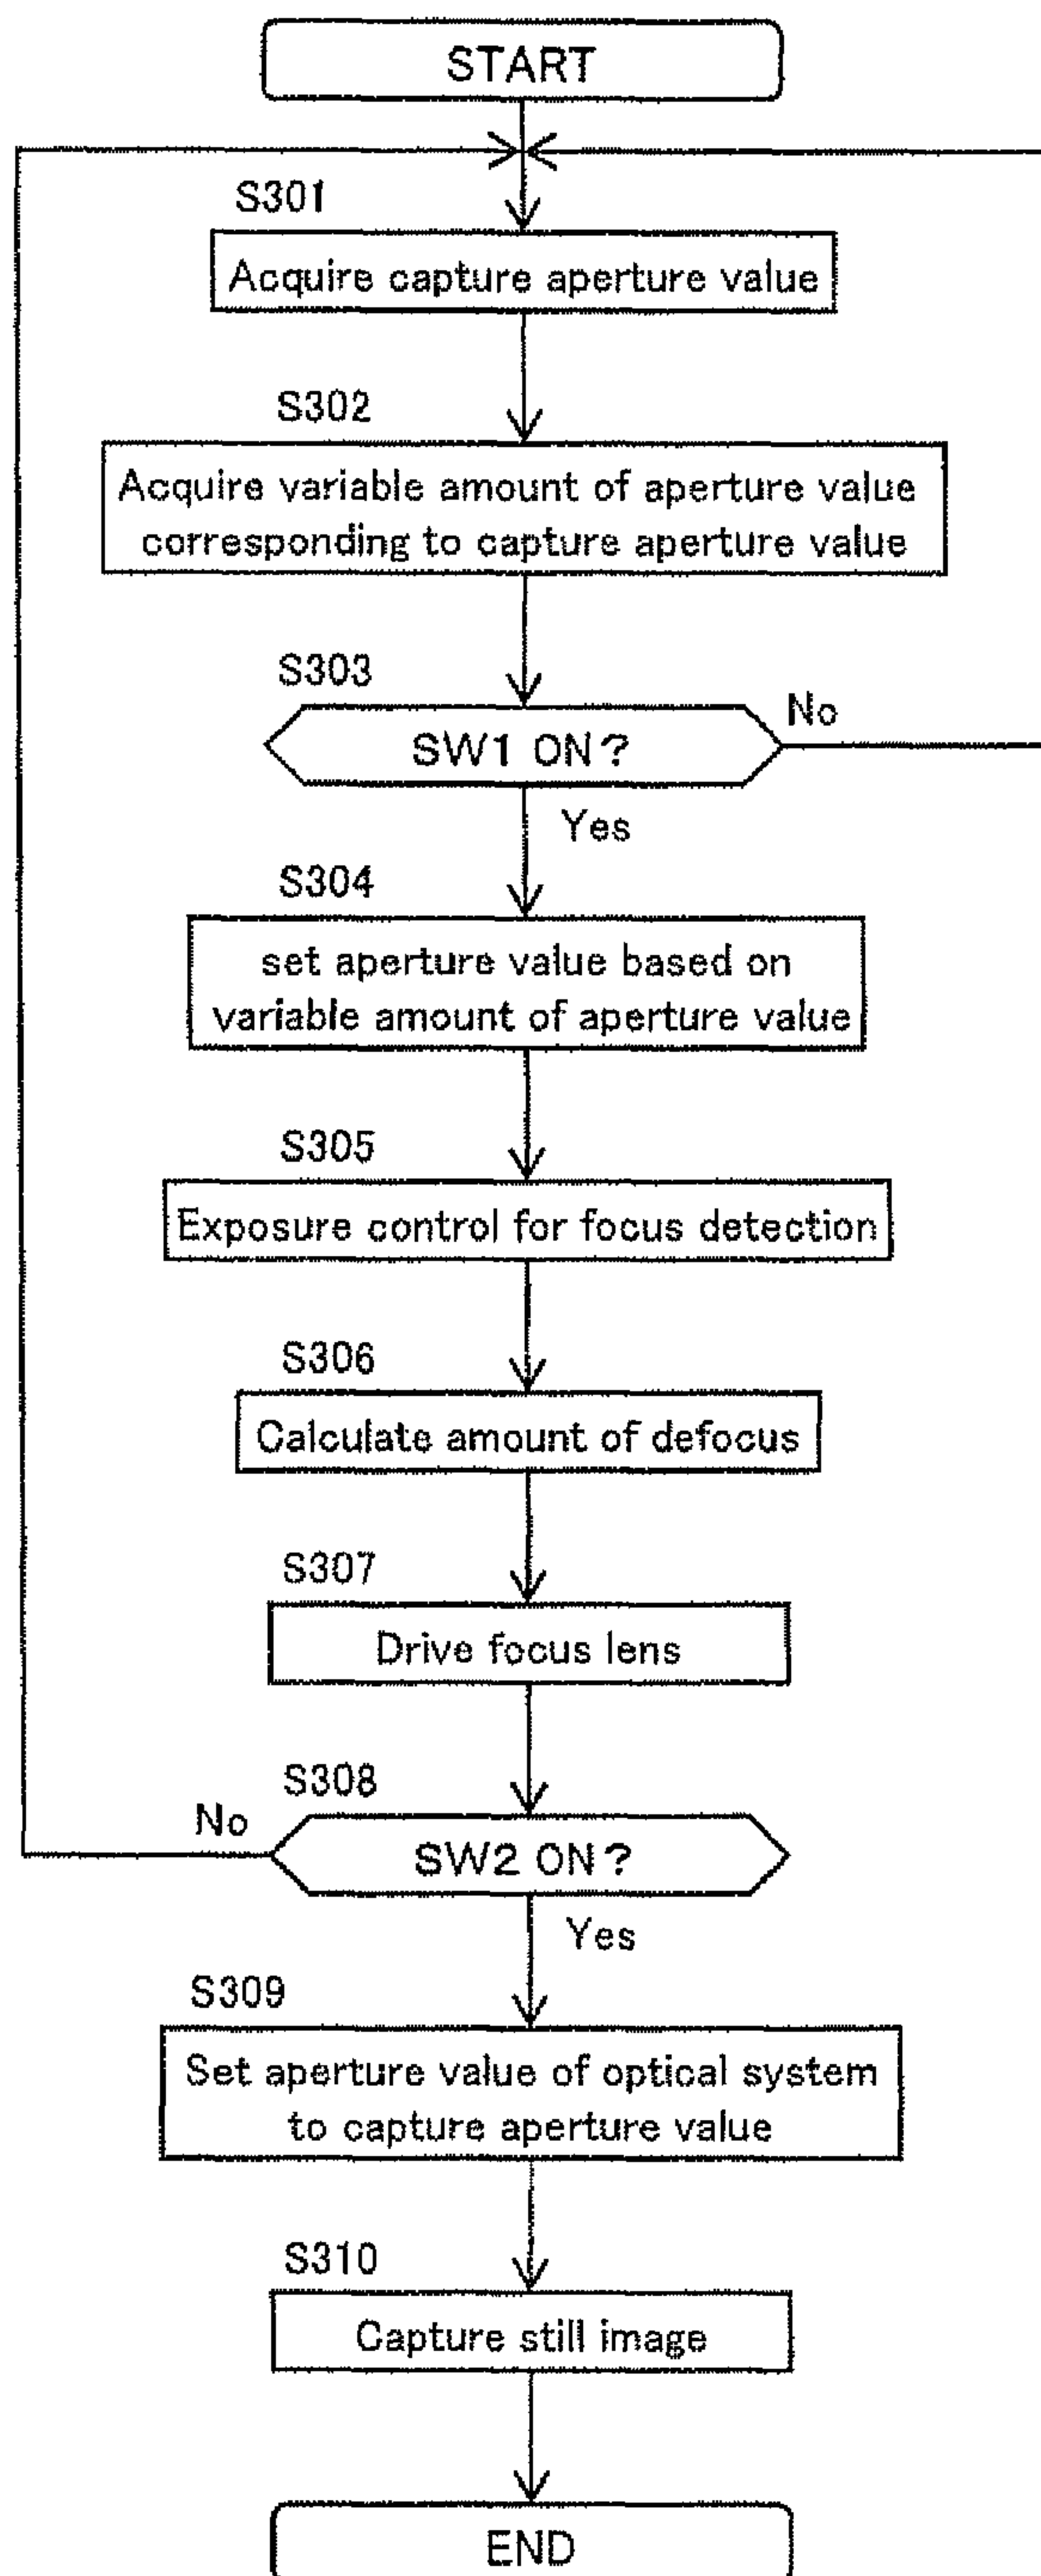 START
S301
Acquire capture aperture value
S302
Acquire variable amount of aperture value
corresponding to capture aperture value
S303
SW1 ON?
No
Yes
S304
set aperture value based on
variable amount of aperture value
S305
Exposure control for focus detection
S306
Calculate amount of defocus
S307
Drive focus lens
S308
No
SW2 ON?
Yes
S309
Set aperture value of optical system
to capture aperture value
S310
Capture still image
END